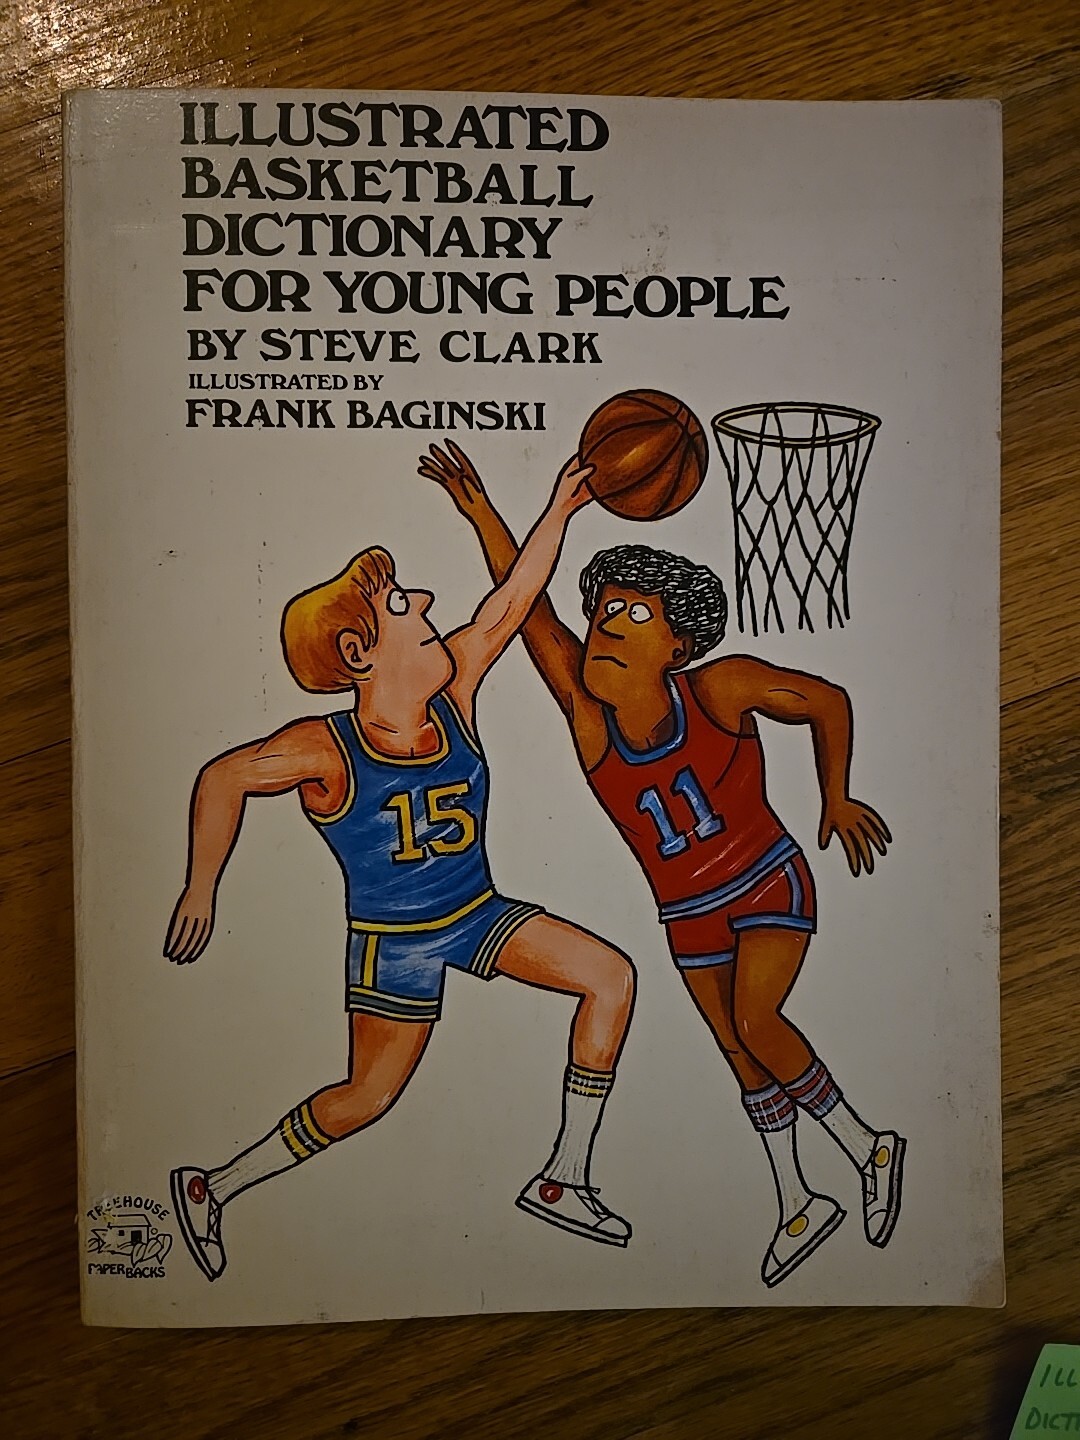 ILLUSTRATED
BASKETBALL
DICTIONARY
FOR YOUNG PEOPLE
BY STEVE CLARK
ILLUSTRATED BY
FRANK BAGINSKI
15
11
TREEHOUSE
PAPERBACKS